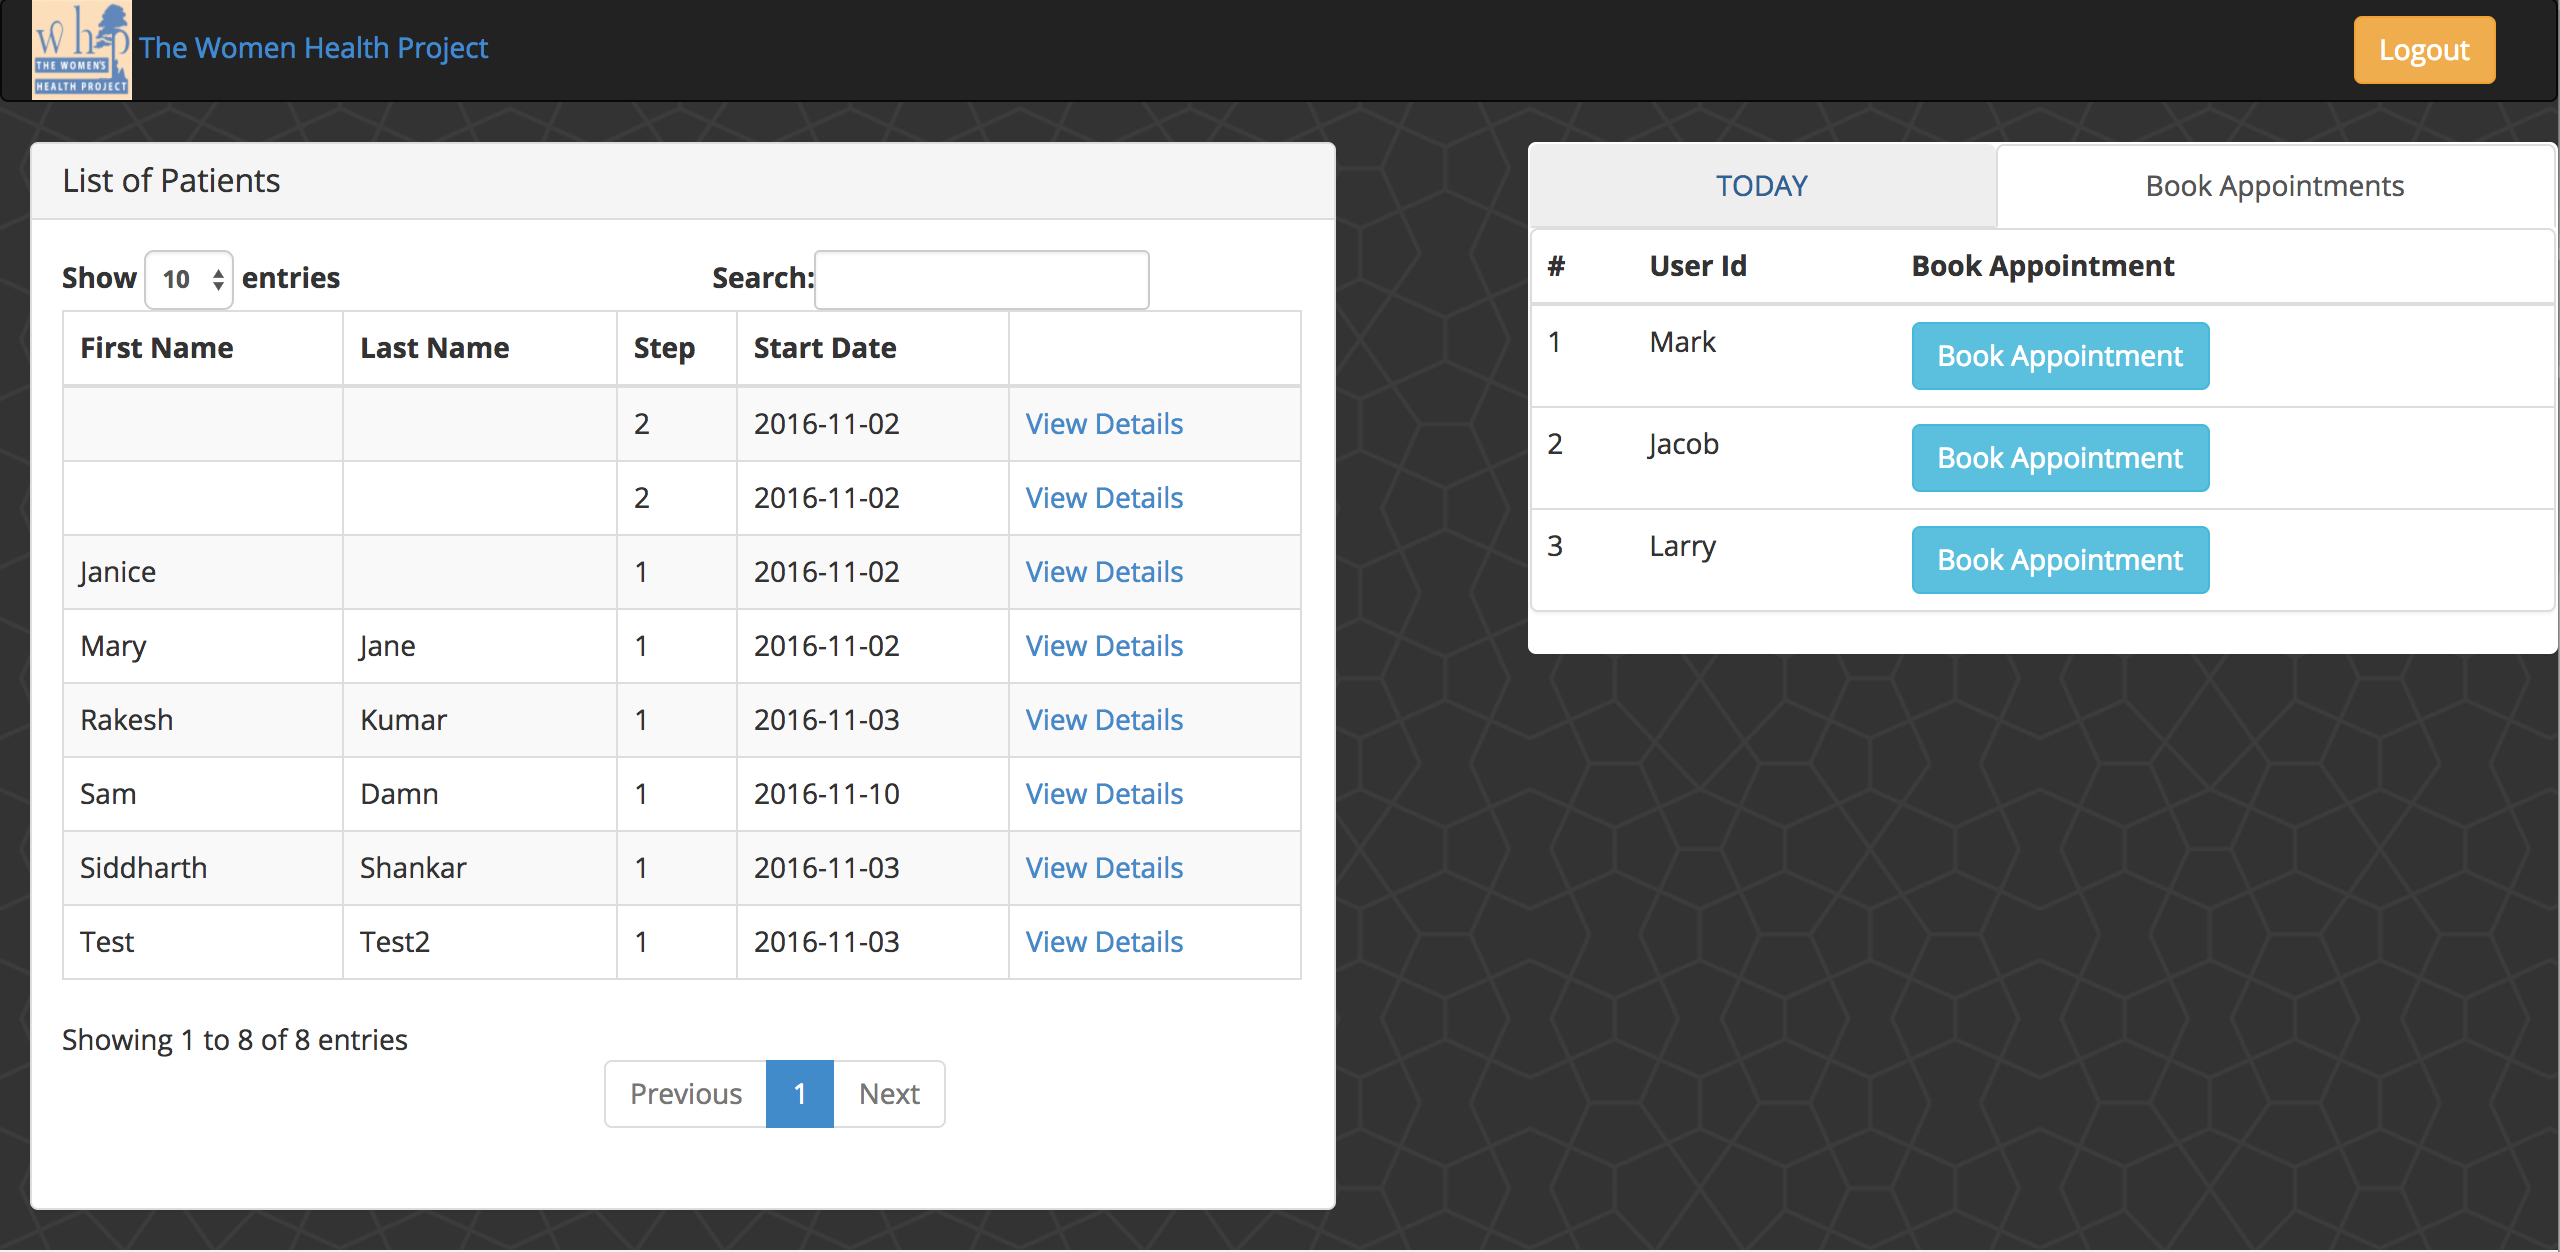 whp
THE WOMEN'S
HEALTH PROJECT
The Women Health Project
Logout
List of Patients
Show 10 entries Search:
First Name Last Name Step Start Date
2 2016-11-02 View Details
2 2016-11-02 View Details
Janice 1 2016-11-02 View Details
Mary Jane 1 2016-11-02 View Details
Rakesh Kumar 1 2016-11-03 View Details
Sam Damn 1 2016-11-10 View Details
Siddharth Shankar 1 2016-11-03 View Details
Test Test2 1 2016-11-03 View Details
Showing 1 to 8 of 8 entries
Previous 1 Next
TODAY Book Appointments
# User Id Book Appointment
1 Mark Book Appointment
2 Jacob Book Appointment
3 Larry Book Appointment